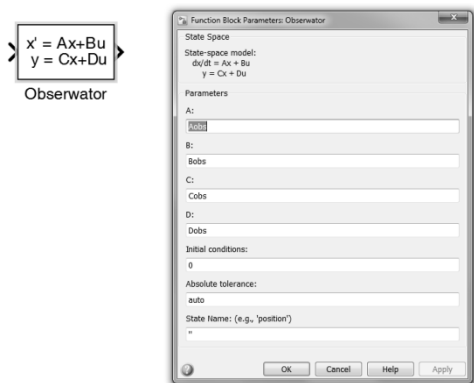 x' = Ax+Bu
y = Cx+Du
Obserwator
Function Block Parameters: Obserwator
State Space
State-space model:
dx/dt = Ax + Bu
y = Cx + Du
Parameters
A:
Aobs
B:
Bobs
C:
Cobs
D:
Dobs
Initial conditions:
0
Absolute tolerance:
auto
State Name: (e.g., 'position')
''
OK Cancel Help Apply